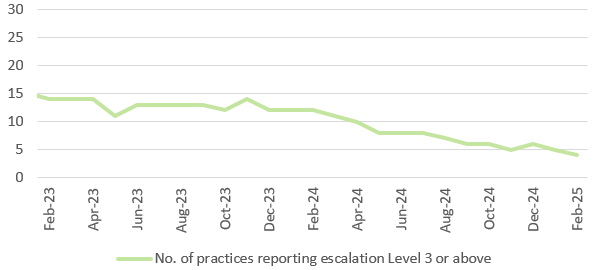 30
25
20
15
10
5
0
Feb-23
Apr-23
Jun-23
Aug-23
Oct-23
Dec-23
Feb-24
Apr-24
Jun-24
Aug-24
Oct-24
Dec-24
Feb-25
No. of practices reporting escalation Level 3 or above